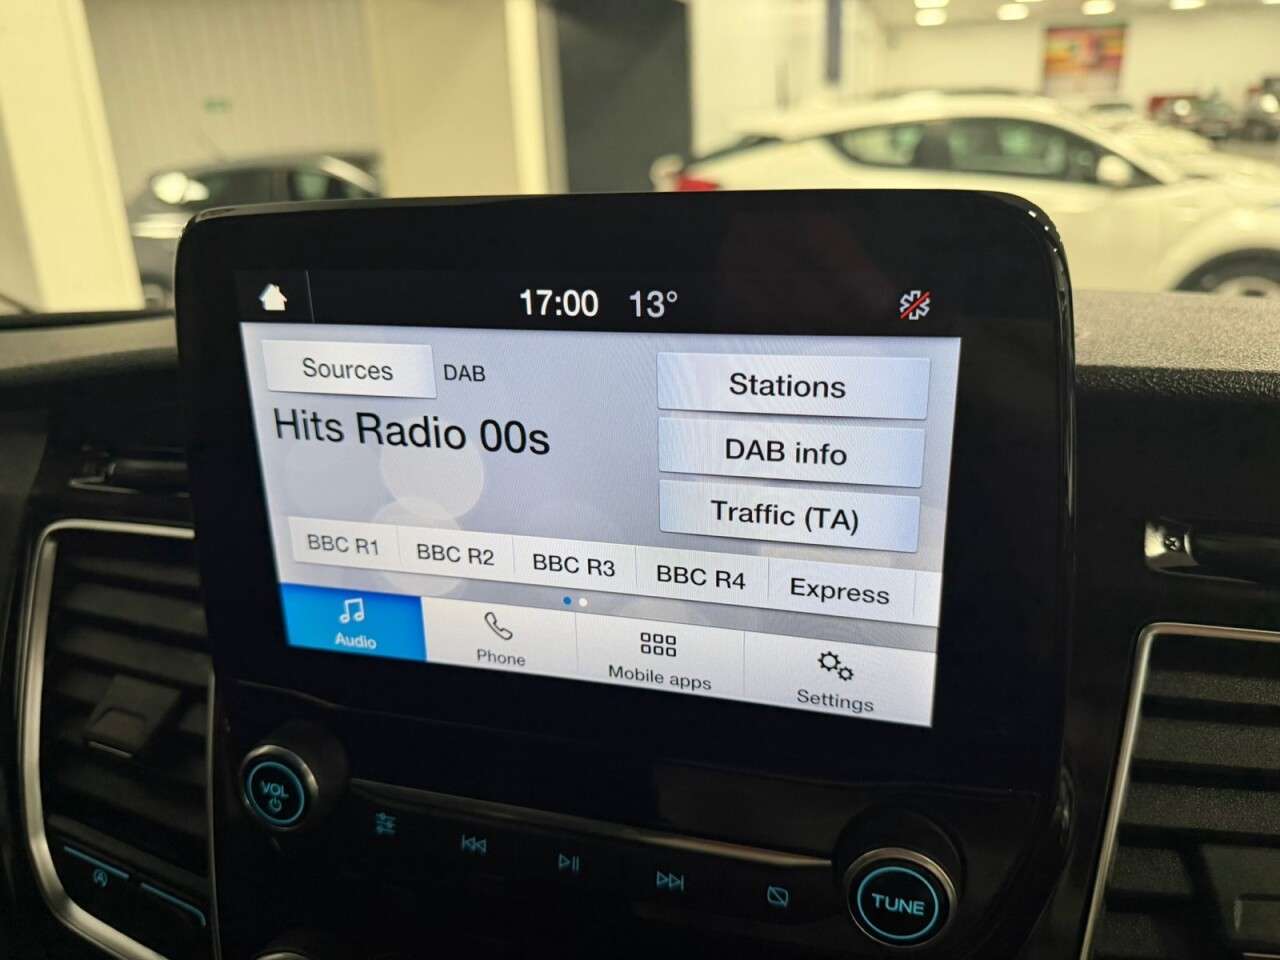 17:00 13°
Sources DAB
Stations
Hits Radio 00s
DAB info
Traffic (TA)
BBC R1 BBC R2 BBC R3 BBC R4 Express
Audio Phone Mobile apps Settings
VOL
TUNE